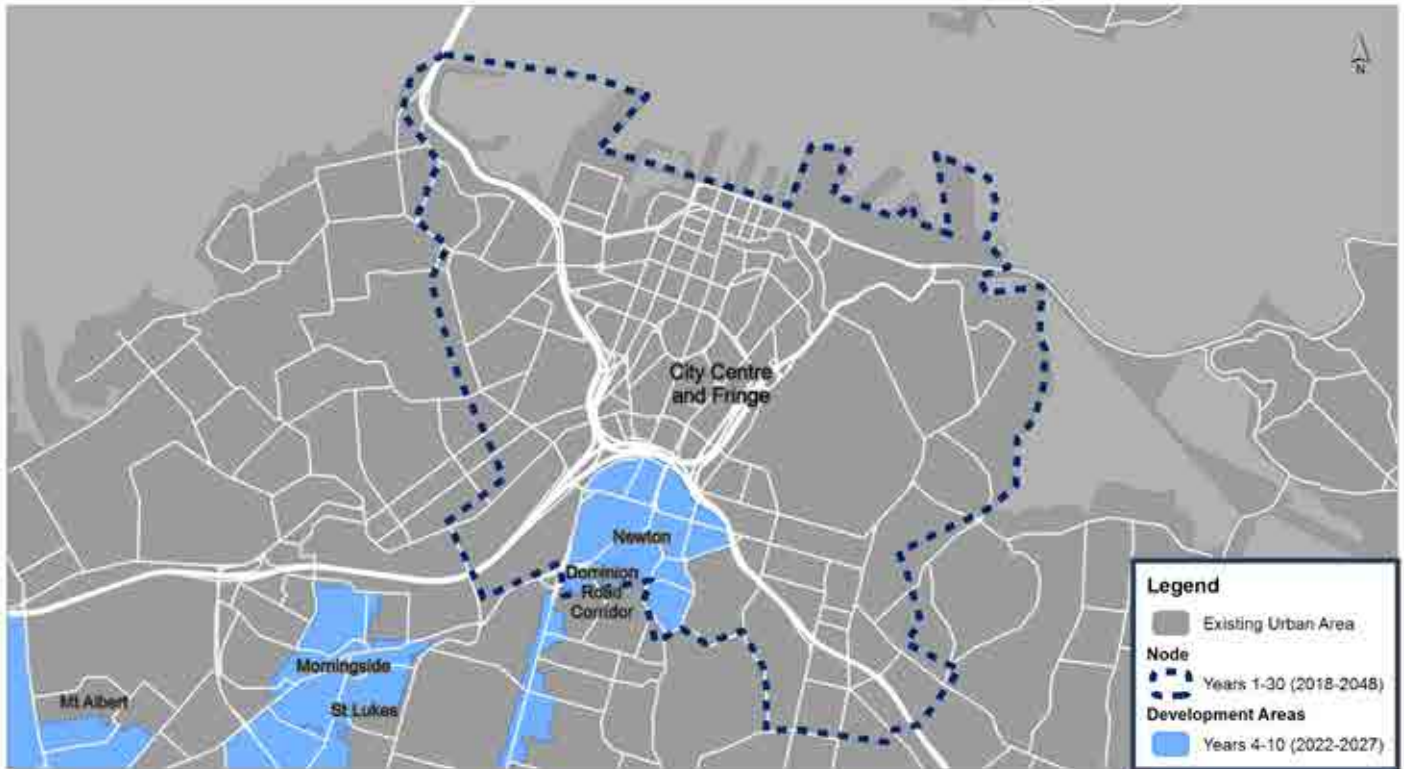 N
City Centre
and Fringe
Newton
Dominion
Road
Corridor
Morningside
St Lukes
Mt Albert
Legend
Existing Urban Area
Node
Years 1-30 (2018-2048)
Development Areas
Years 4-10 (2022-2027)